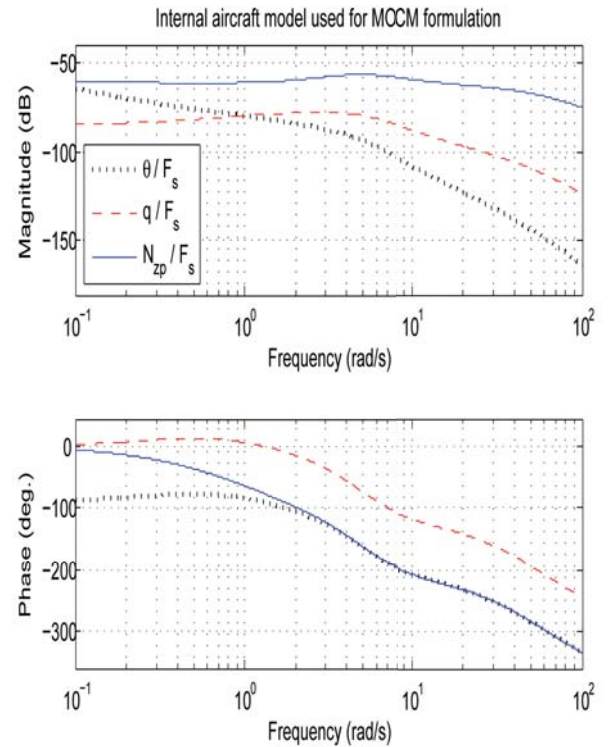 Internal aircraft model used for MOCM formulation
Magnitude (dB)
−50
−100
−150
θ / F_s
q / F_s
N_zp / F_s
10^-1
10^0
10^1
10^2
Frequency (rad/s)
Phase (deg.)
0
−100
−200
−300
10^-1
10^0
10^1
10^2
Frequency (rad/s)